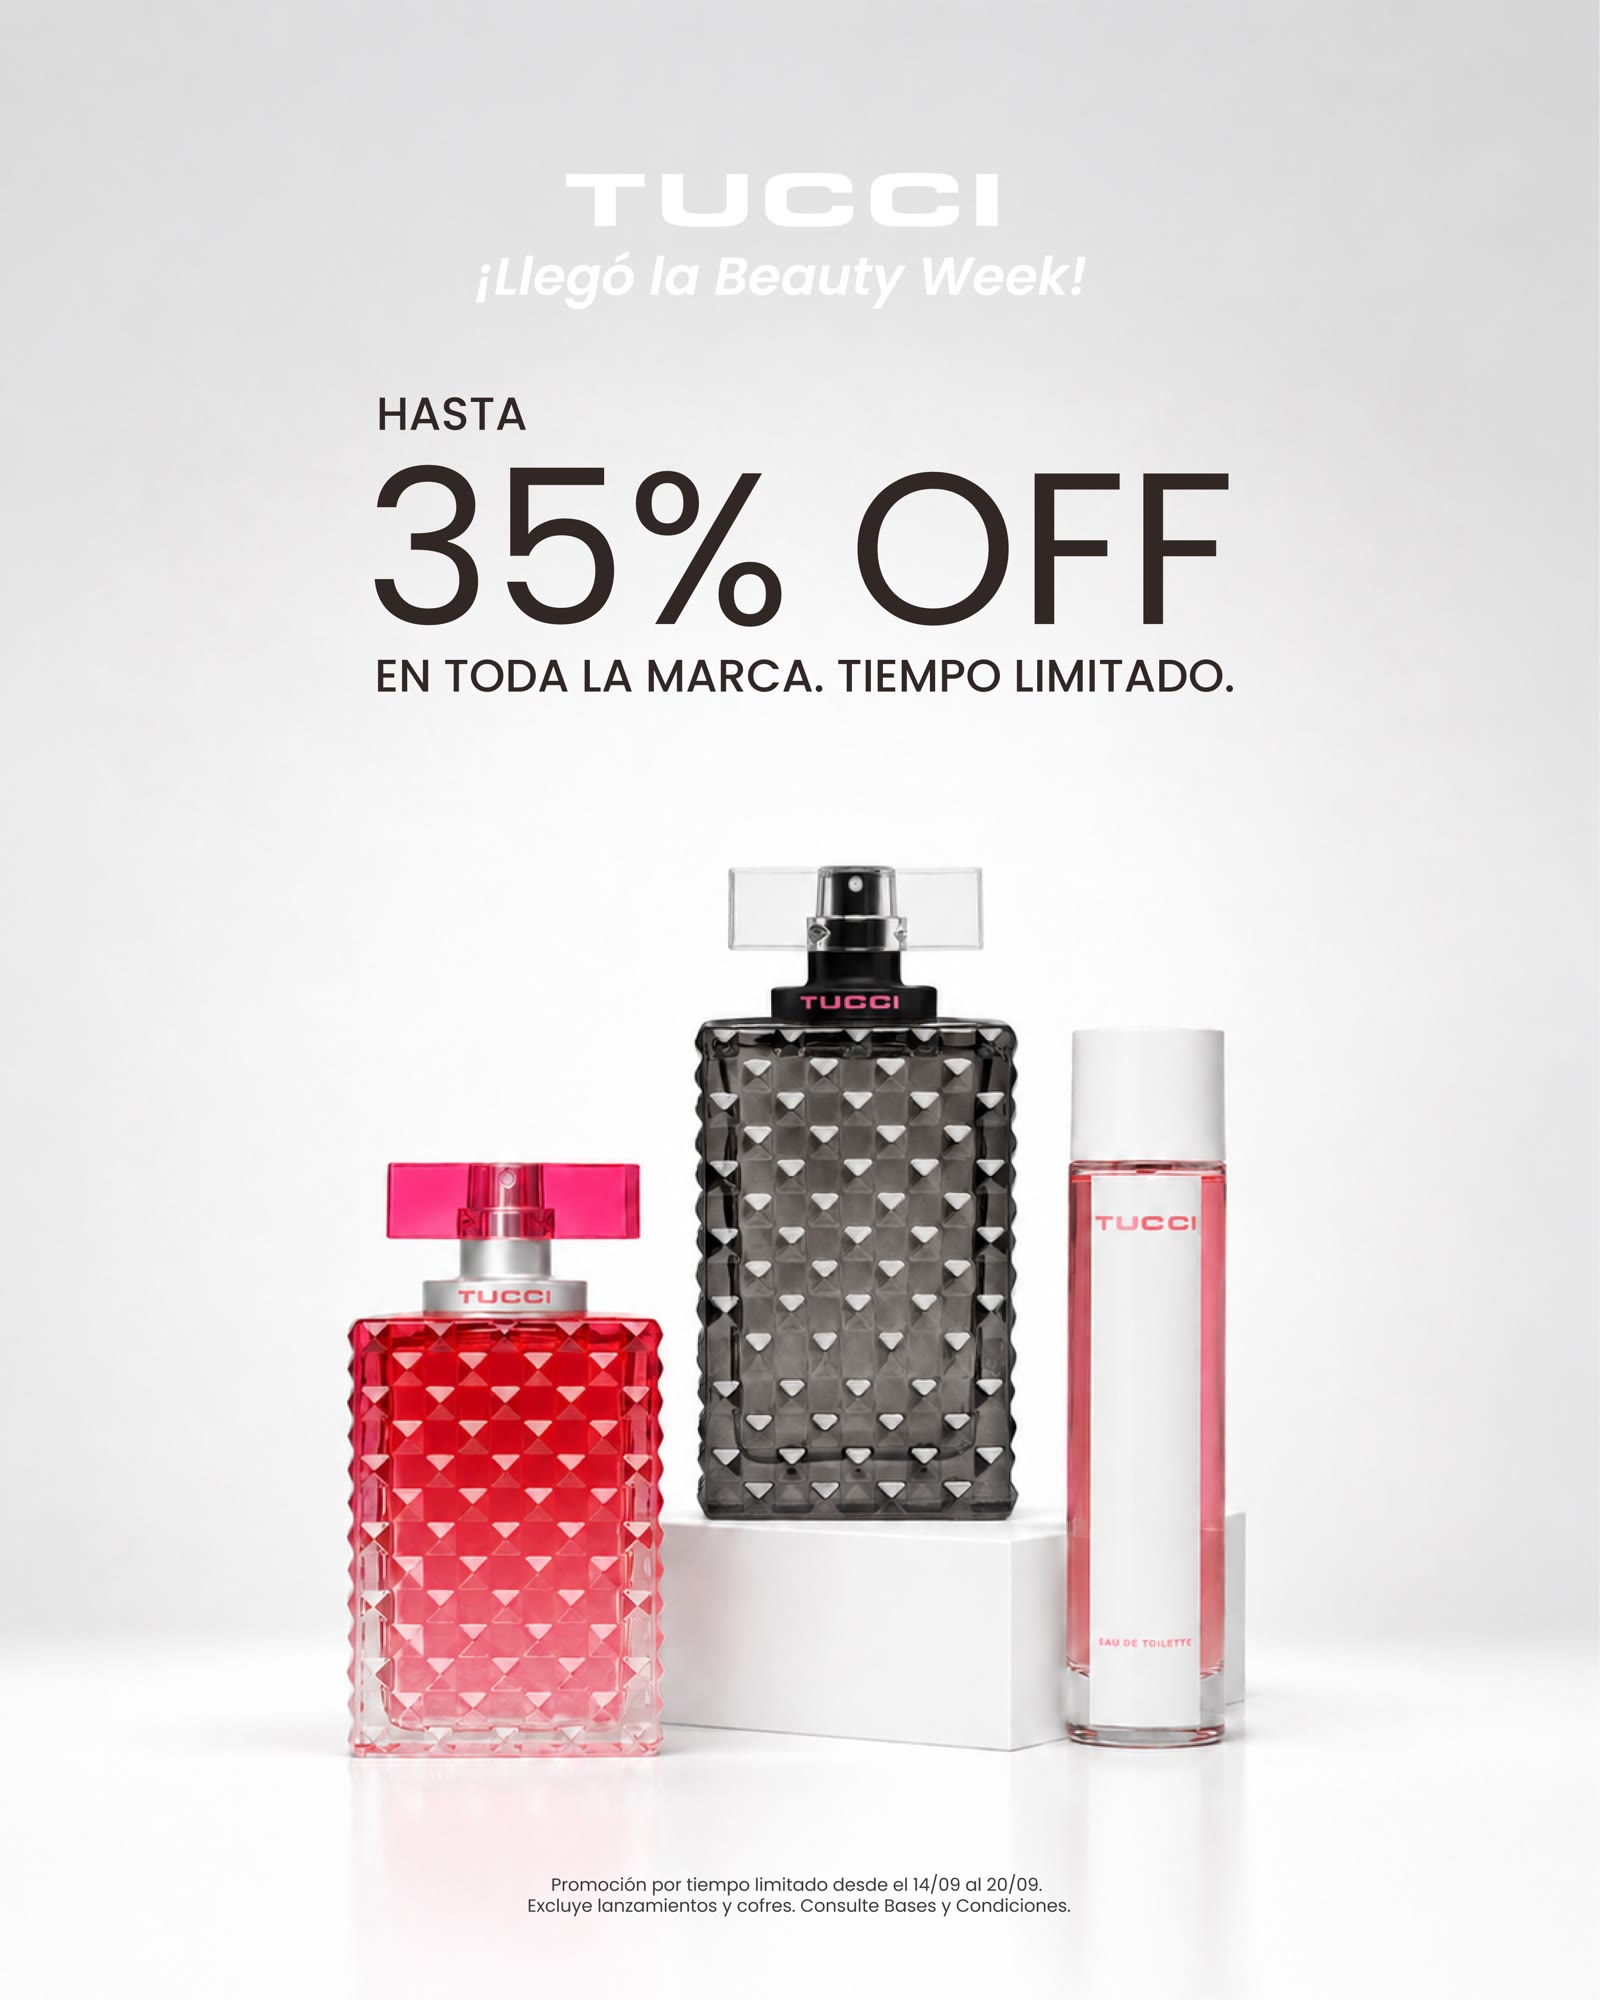 TUCCI
¡Llegó la Beauty Week!
HASTA
35% OFF
EN TODA LA MARCA. TIEMPO LIMITADO.
TUCCI
TUCCI
TUCCI
EAU DE TOILETTE
Promoción por tiempo limitado desde el 14/09 al 20/09.
Excluye lanzamientos y cofres. Consulte Bases y Condiciones.